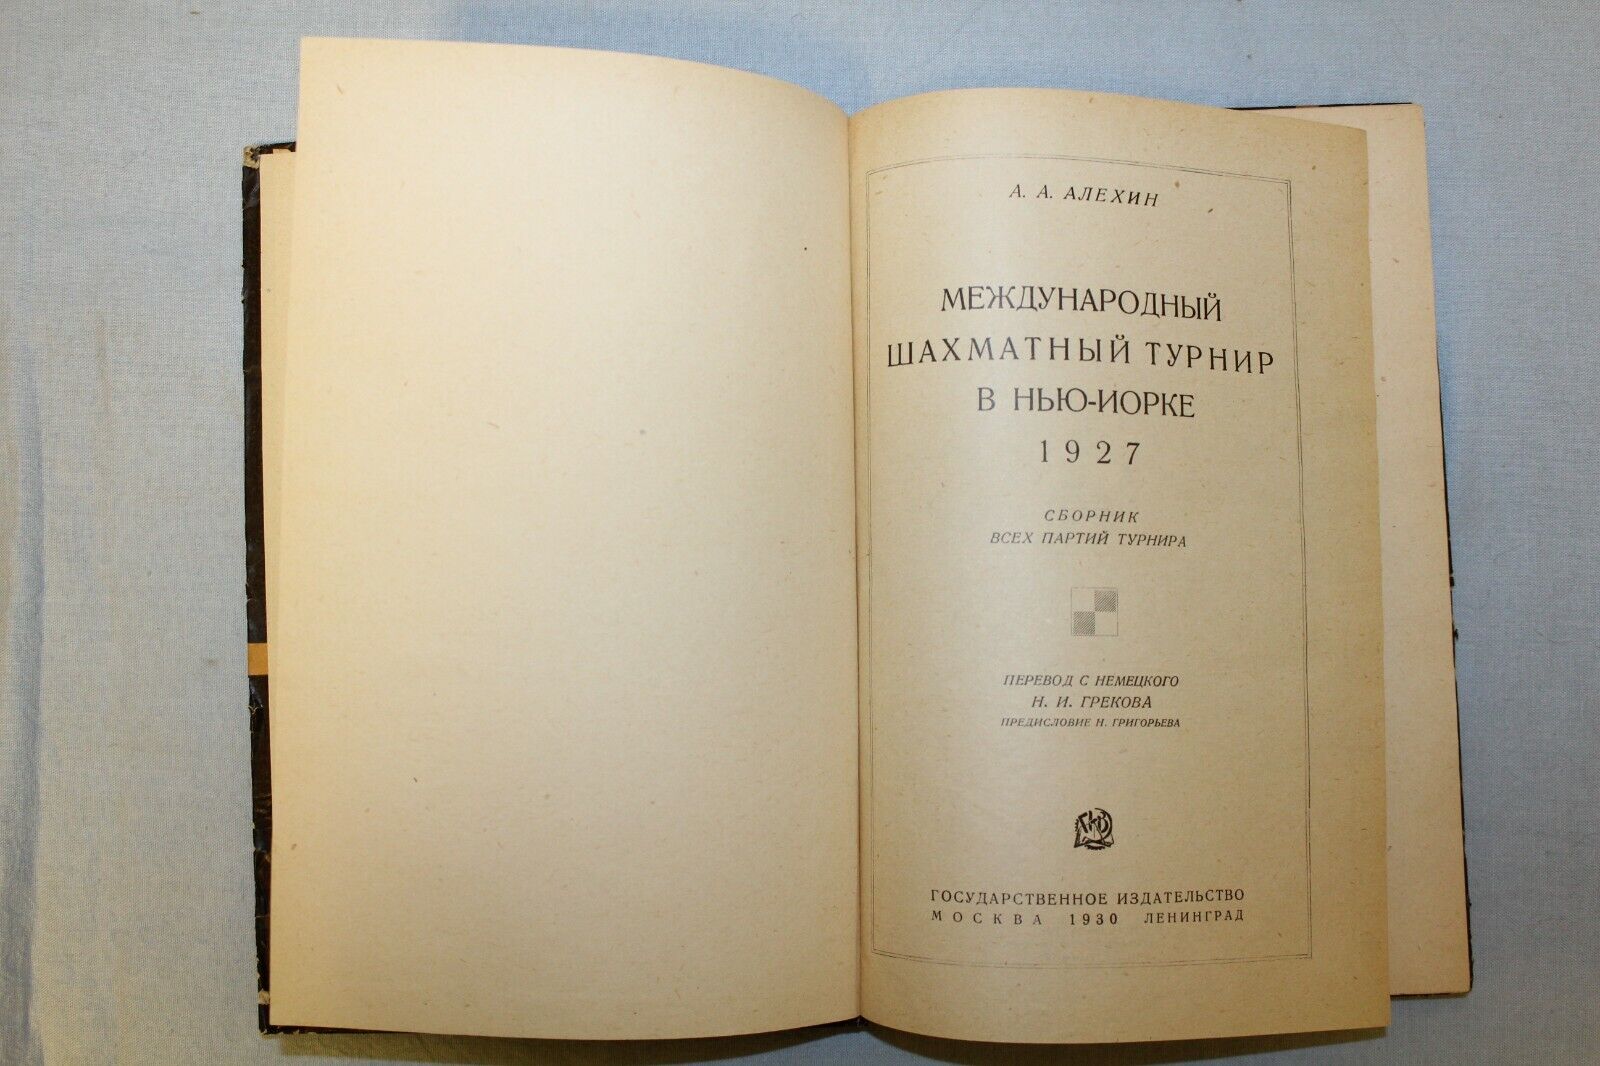 А. А. АЛЕХИН
МЕЖДУНАРОДНЫЙ
ШАХМАТНЫЙ ТУРНИР
В НЬЮ-ИОРКЕ
1927
СБОРНИК
ВСЕХ ПАРТИЙ ТУРНИРА
ПЕРЕВОД С НЕМЕЦКОГО
Н. И. ГРЕКОВА
ПРЕДИСЛОВИЕ Н. ГРИГОРЬЕВА
ГОСУДАРСТВЕННОЕ ИЗДАТЕЛЬСТВО
МОСКВА 1930 ЛЕНИНГРАД